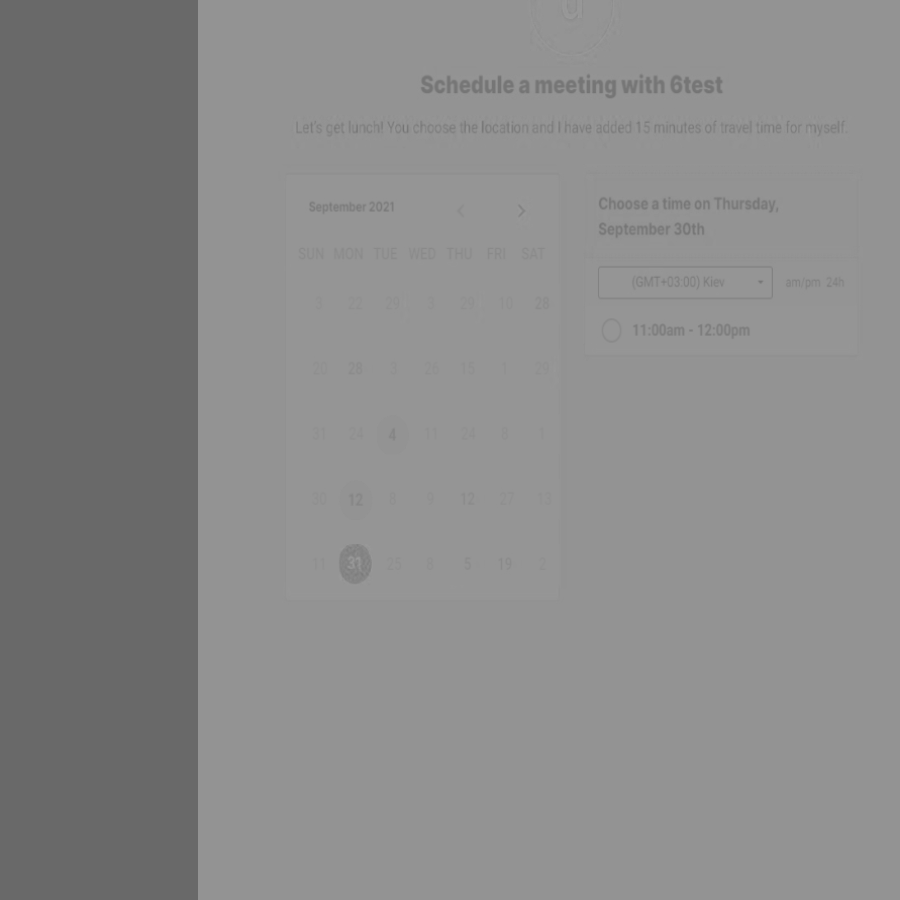 Schedule a meeting with 6test
Let's get lunch! You choose the location and I have added 15 minutes of travel time for myself.
September 2021
SUN MON TUE WED THU FRI SAT
3 22 29 3 29 10 28
20 28 3 26 15 1 29
31 24 4 11 24 8 1
30 12 8 9 12 27 18
11 31 26 8 5 19 2
Choose a time on Thursday,
September 30th
(GMT+03:00) Kiev am/pm 24h
11:00am - 12:00pm